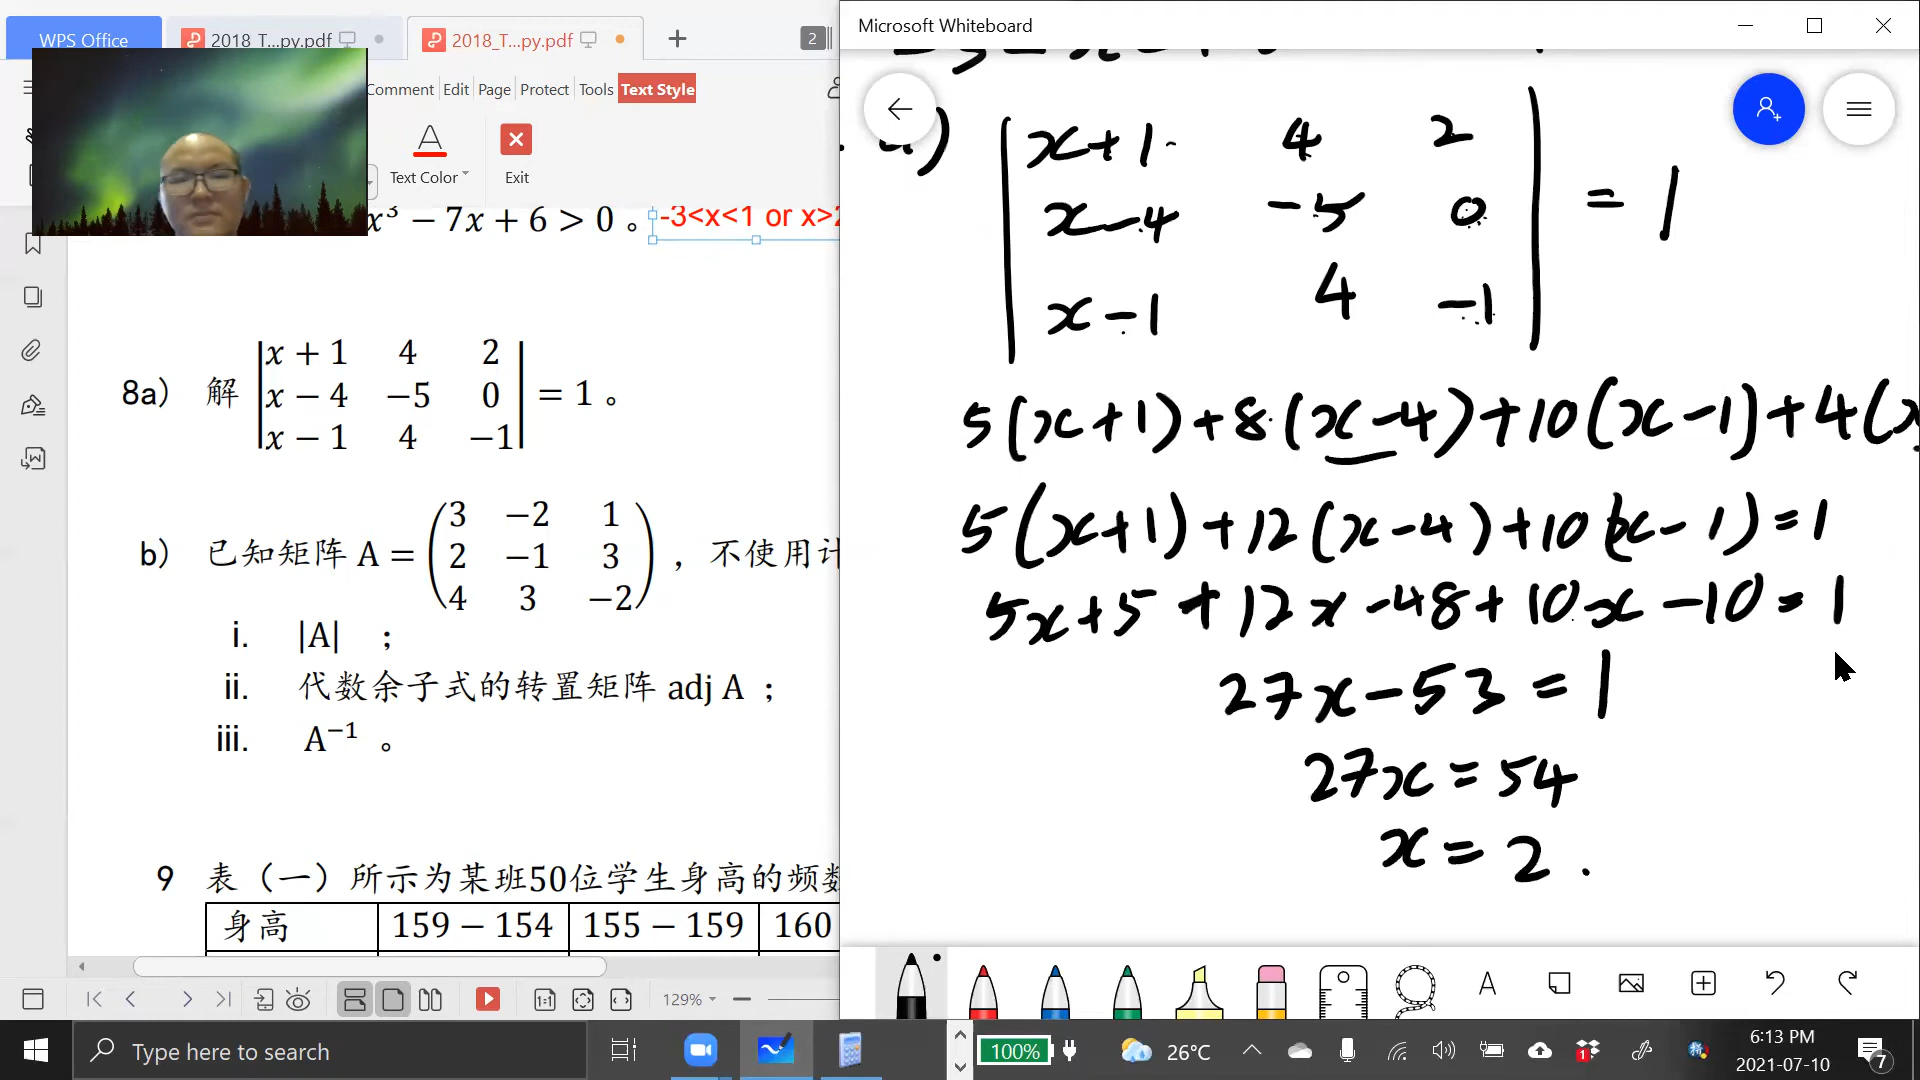 WPS Office
2018 T...py.pdf
2018_T...py.pdf
2
Comment Edit Page Protect Tools Text Style
Text Color
Exit
x³ − 7x + 6 > 0 。 -3<x<1 or x>2
8a) 解 |x + 1 4 2|
|x − 4 −5 0| = 1 。
|x − 1 4 −1|
b) 已知矩阵 A = (3 −2 1
2 −1 3
4 3 −2) ，不使用计
i. |A| ；
ii. 代数余子式的转置矩阵 adj A ；
iii. A⁻¹ 。
9 表（一）所示为某班50位学生身高的频数
身高 159 − 154 155 − 159 160
129%
Microsoft Whiteboard
|x+1 4 2|
|x-4 -5 0| = 1
|x-1 4 -1|
5(x+1)+8(x-4)+10(x-1)+4(x
5(x+1)+12(x-4)+10(x-1)=1
5x+5+12x-48+10x-10=1
27x-53=1
27x=54
x=2.
Type here to search
100%
26°C
6:13 PM
2021-07-10
7